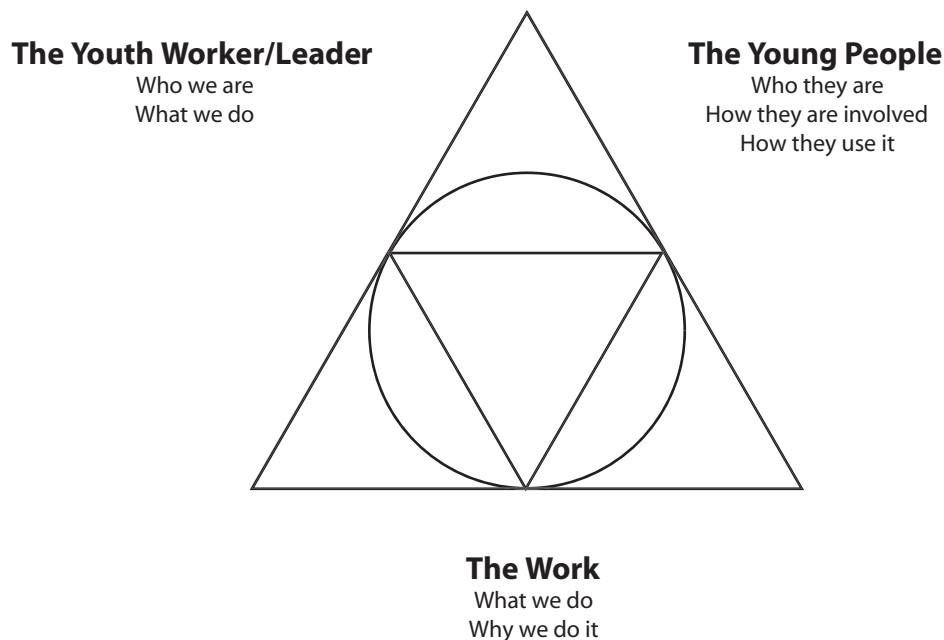 The Youth Worker/Leader
Who we are
What we do
The Young People
Who they are
How they are involved
How they use it
The Work
What we do
Why we do it